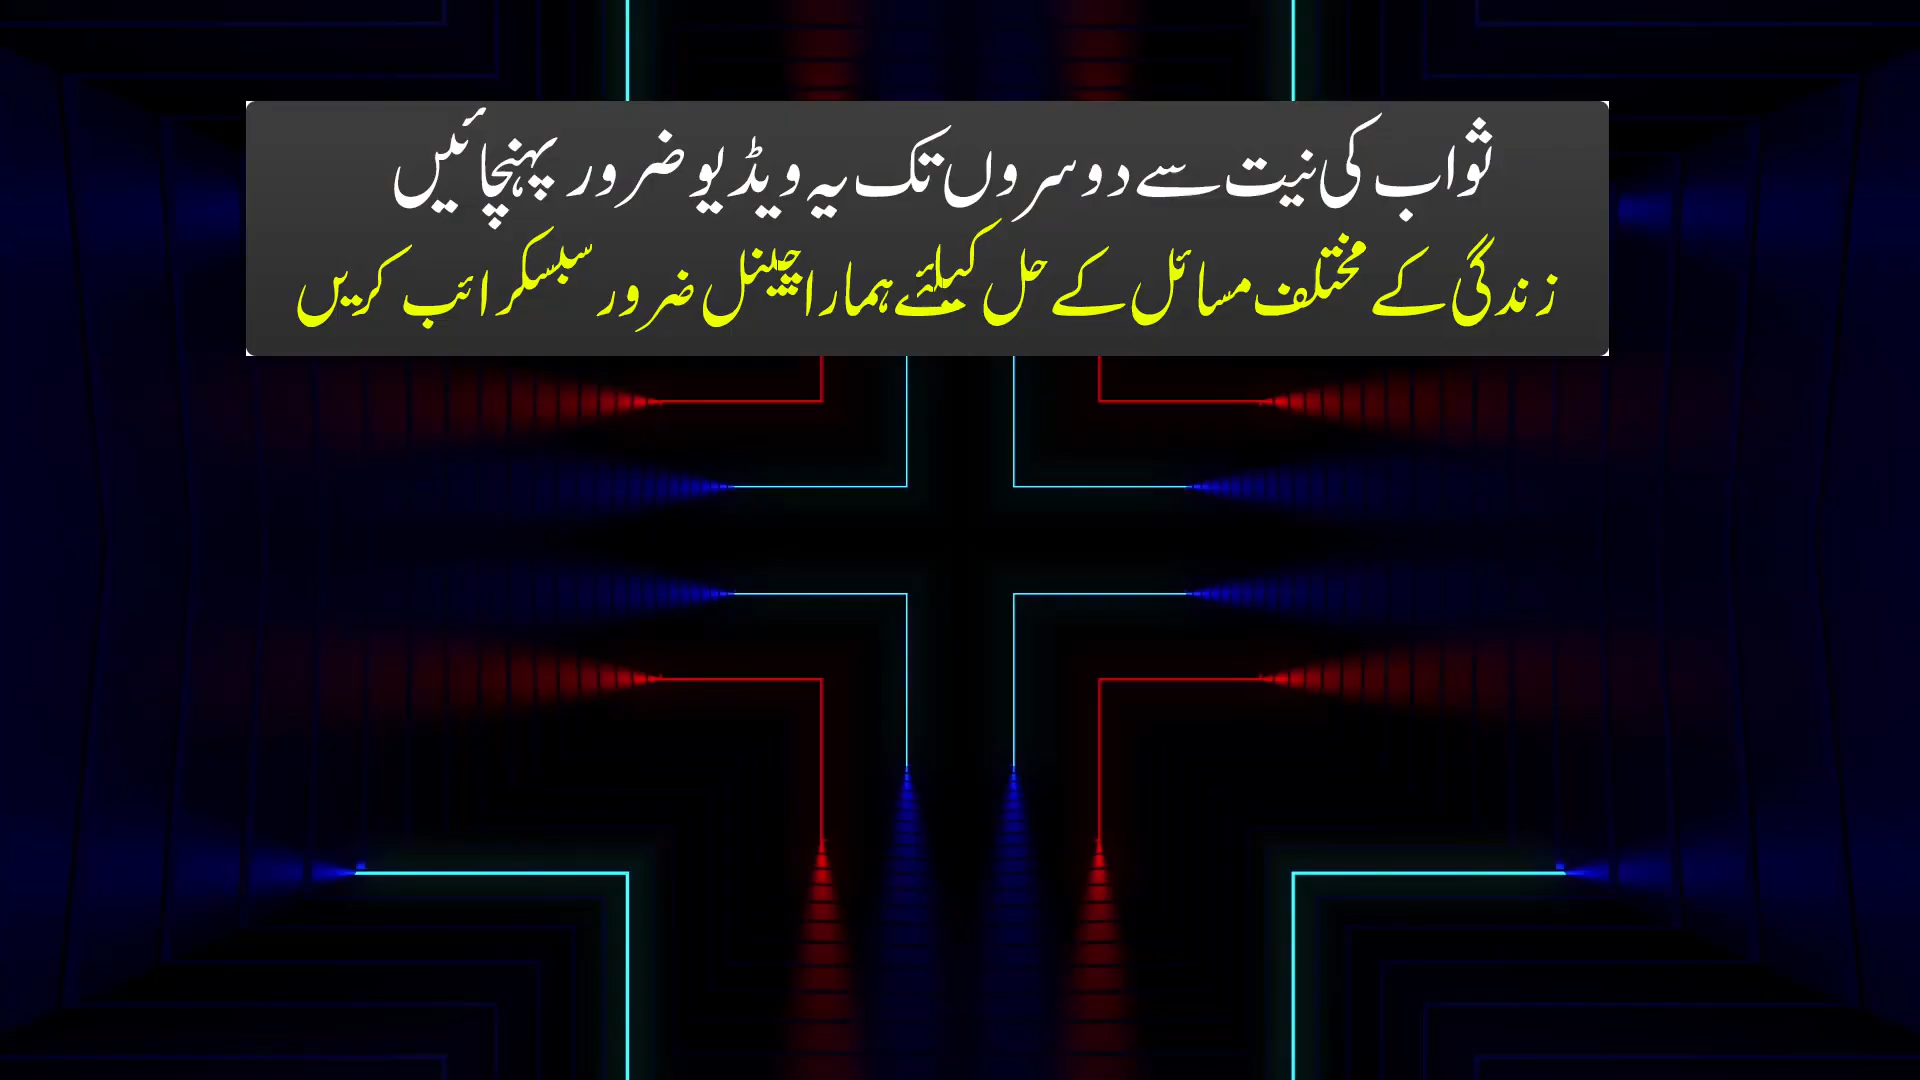 ثواب کی نیت سے دوسروں تک یہ ویڈیو ضرور پہنچائیں
زندگی کے مختلف مسائل کے حل کیلئے ہمارا چینل ضرور سبسکرائب کریں